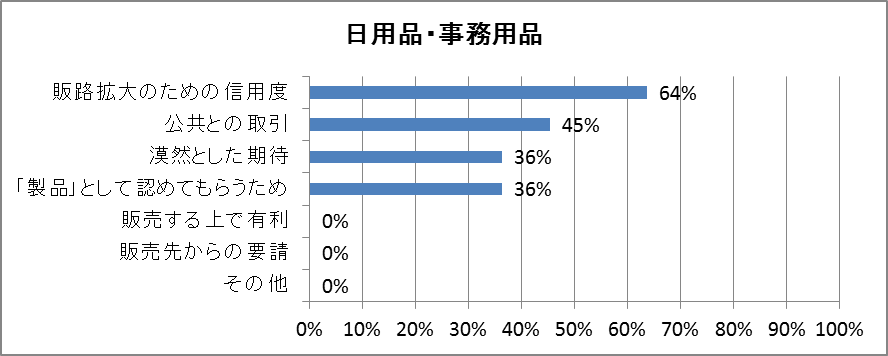 日用品・事務用品
販路拡大のための信用度 64%
公共との取引 45%
漠然とした期待 36%
「製品」として認めてもらうため 36%
販売する上で有利 0%
販売先からの要請 0%
その他 0%
0% 10% 20% 30% 40% 50% 60% 70% 80% 90% 100%